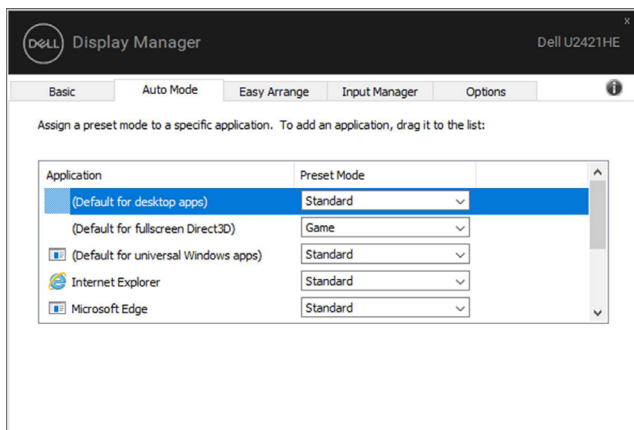 x
DELL Display Manager Dell U2421HE
Basic Auto Mode Easy Arrange Input Manager Options i
Assign a preset mode to a specific application. To add an application, drag it to the list:
Application Preset Mode
(Default for desktop apps) Standard
(Default for fullscreen Direct3D) Game
(Default for universal Windows apps) Standard
Internet Explorer Standard
Microsoft Edge Standard